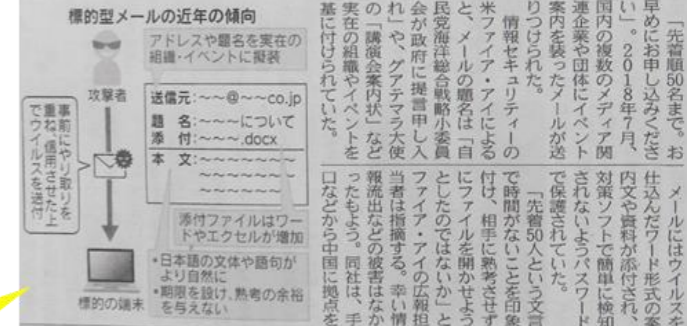 標的型メールの近年の傾向
アドレスや題名を実在の
組織・イベントに擬装
攻撃者
送信元：～～@～～co.jp
題 名：～～～について
添 付：～～～.docx
本 文：～～～～～～～
～～～～～～
～～～～～～
事前にやり取りを
重ね、信用させた上
でウイルスを送付
添付ファイルはワー
ドやエクセルが増加
・日本語の文体や語句が
より自然に
・期限を設け、熟考の余裕
を与えない
標的の端末
「先着順50名まで。お
早めにお申し込みくださ
い」。2018年7月、
国内の複数のメディア関
連企業や団体にイベント
案内を装ったメールが送
りつけられた。
情報セキュリティーの
米ファイア・アイによる
と、メールの題名は「自
民党海洋総合戦略小委員
会が政府に提言申し入
れ」や、グアテマラ大使
の「講演会案内状」など
実在の組織やイベントを
基に付けられていた。
メールにはウイルスを
仕込んだワード形式の案
内文や資料が添付され、
対策ソフトで簡単に検知
されないようパスワード
で保護されていた。
「先着50人という文言
で時間がないことを印象
付け、相手に熟考させず
にファイルを開かせよう
としたのではないか」と
ファイア・アイの広報担
当者は指摘する。幸い情
報流出などの被害はなか
ったもよう。同社は、手
口などから中国に拠点を